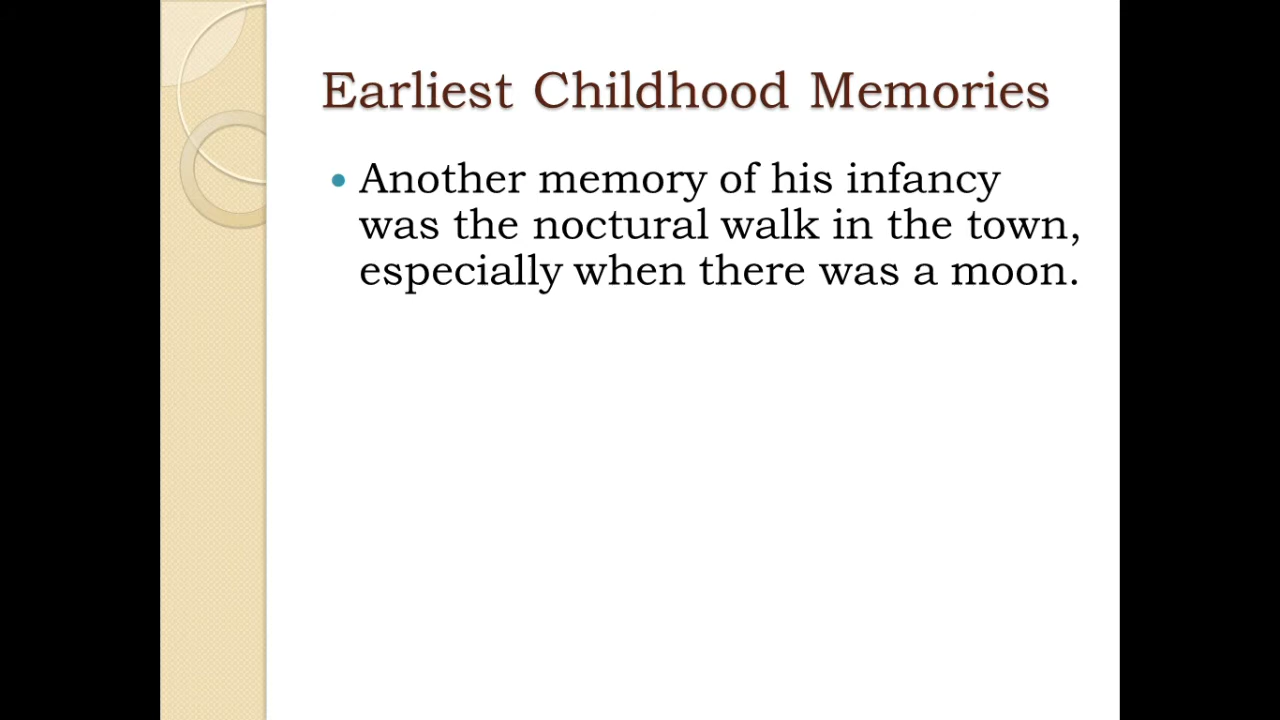 Earliest Childhood Memories
• Another memory of his infancy
was the noctural walk in the town,
especially when there was a moon.